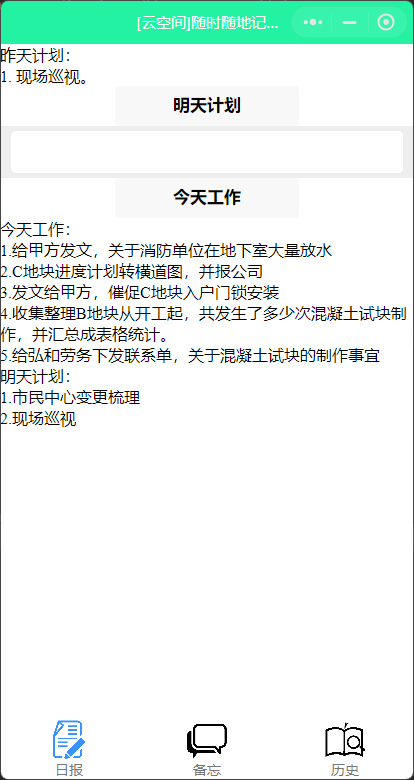 [云空间]随时随地记...
昨天计划：
1. 现场巡视。
明天计划
今天工作
今天工作：
1.给甲方发文，关于消防单位在地下室大量放水
2.C地块进度计划转横道图，并报公司
3.发文给甲方，催促C地块入户门锁安装
4.收集整理B地块从开工起，共发生了多少次混凝土试块制
作，并汇总成表格统计。
5.给弘和劳务下发联系单，关于混凝土试块的制作事宜
明天计划：
1.市民中心变更梳理
2.现场巡视
日报
备忘
历史